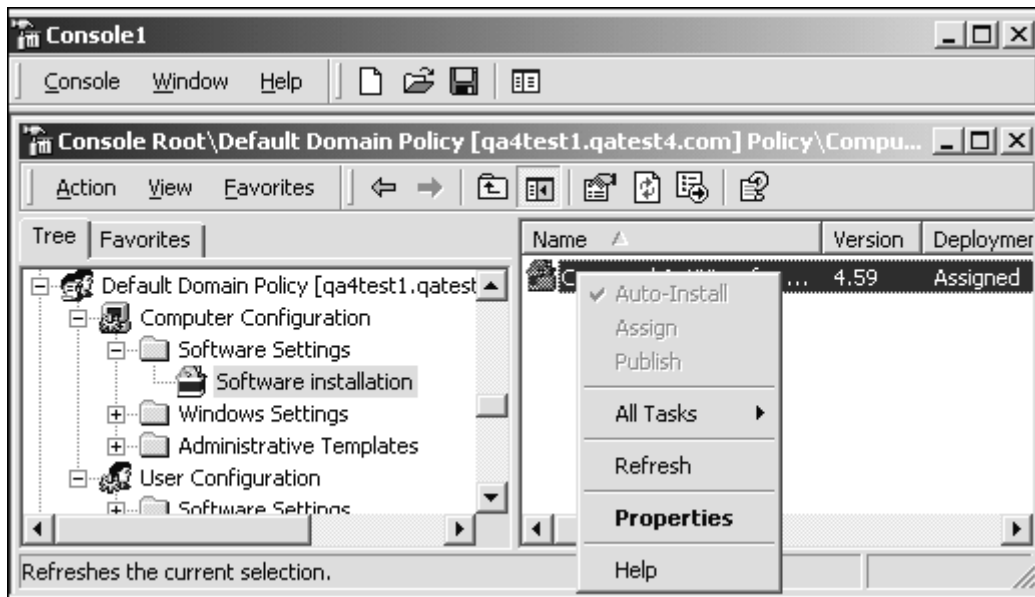 Console1
Console Window Help
Console Root\Default Domain Policy [qa4test1.qatest4.com] Policy\Compu...
Action View Favorites
Tree Favorites
Name Version Deploymen
Default Domain Policy [qa4test1.qatest
... 4.59 Assigned
Computer Configuration
Software Settings
Software installation
Windows Settings
Administrative Templates
User Configuration
Software Settings
Auto-Install
Assign
Publish
All Tasks
Refresh
Properties
Help
Refreshes the current selection.